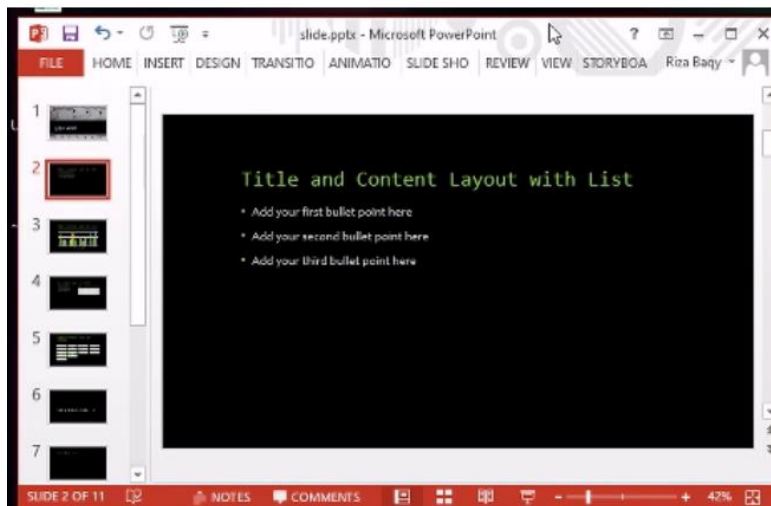 slide.pptx - Microsoft PowerPoint ?
FILE HOME INSERT DESIGN TRANSITIO ANIMATIO SLIDE SHO REVIEW VIEW STORYBOA Riza Baqy
1
2
3
4
5
6
7
Title and Content Layout with List
Add your first bullet point here
Add your second bullet point here
Add your third bullet point here
SLIDE 2 OF 11 NOTES COMMENTS 42%